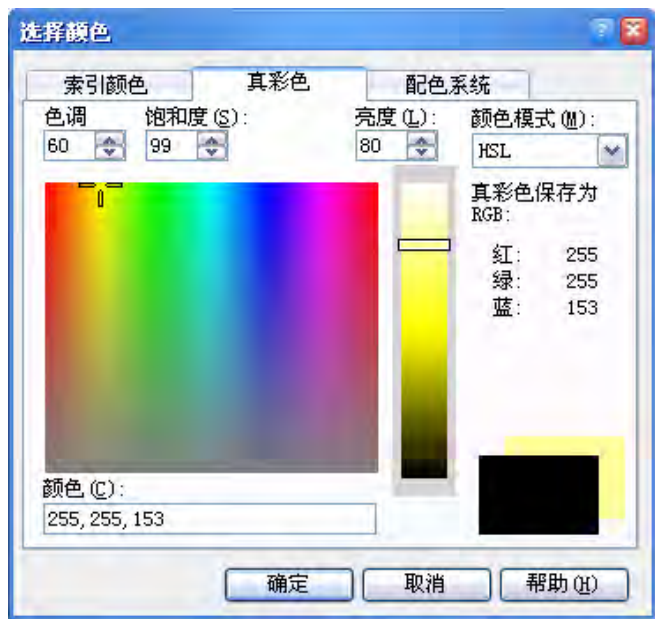 选择颜色
索引颜色 真彩色 配色系统
色调 饱和度(S): 亮度(L): 颜色模式(M):
60 99 80 HSL
真彩色保存为
RGB:
红: 255
绿: 255
蓝: 153
颜色(C):
255, 255, 153
确定 取消 帮助(H)